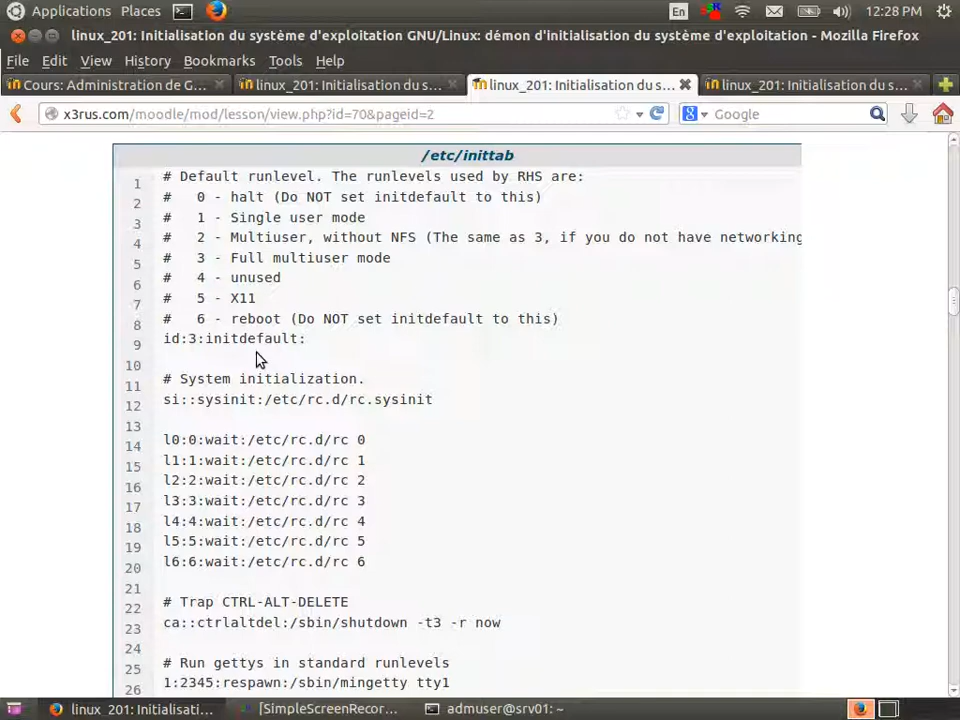 Applications Places En 12:28 PM
linux_201: Initialisation du système d'exploitation GNU/Linux: démon d'initialisation du système d'exploitation - Mozilla Firefox
File Edit View History Bookmarks Tools Help
Cours: Administration de G... linux_201: Initialisation du s... linux_201: Initialisation du s... linux_201: Initialisation du s...
x3rus.com/moodle/mod/lesson/view.php?id=70&pageid=2 Google
/etc/inittab
1 # Default runlevel. The runlevels used by RHS are:
2 # 0 - halt (Do NOT set initdefault to this)
3 # 1 - Single user mode
4 # 2 - Multiuser, without NFS (The same as 3, if you do not have networking
5 # 3 - Full multiuser mode
6 # 4 - unused
7 # 5 - X11
8 # 6 - reboot (Do NOT set initdefault to this)
9 id:3:initdefault:
10
11 # System initialization.
12 si::sysinit:/etc/rc.d/rc.sysinit
13
14 l0:0:wait:/etc/rc.d/rc 0
15 l1:1:wait:/etc/rc.d/rc 1
16 l2:2:wait:/etc/rc.d/rc 2
17 l3:3:wait:/etc/rc.d/rc 3
18 l4:4:wait:/etc/rc.d/rc 4
19 l5:5:wait:/etc/rc.d/rc 5
20 l6:6:wait:/etc/rc.d/rc 6
21
22 # Trap CTRL-ALT-DELETE
23 ca::ctrlaltdel:/sbin/shutdown -t3 -r now
24
25 # Run gettys in standard runlevels
26 1:2345:respawn:/sbin/mingetty tty1
linux_201: Initialisati... [SimpleScreenRecor... admuser@srv01: ~